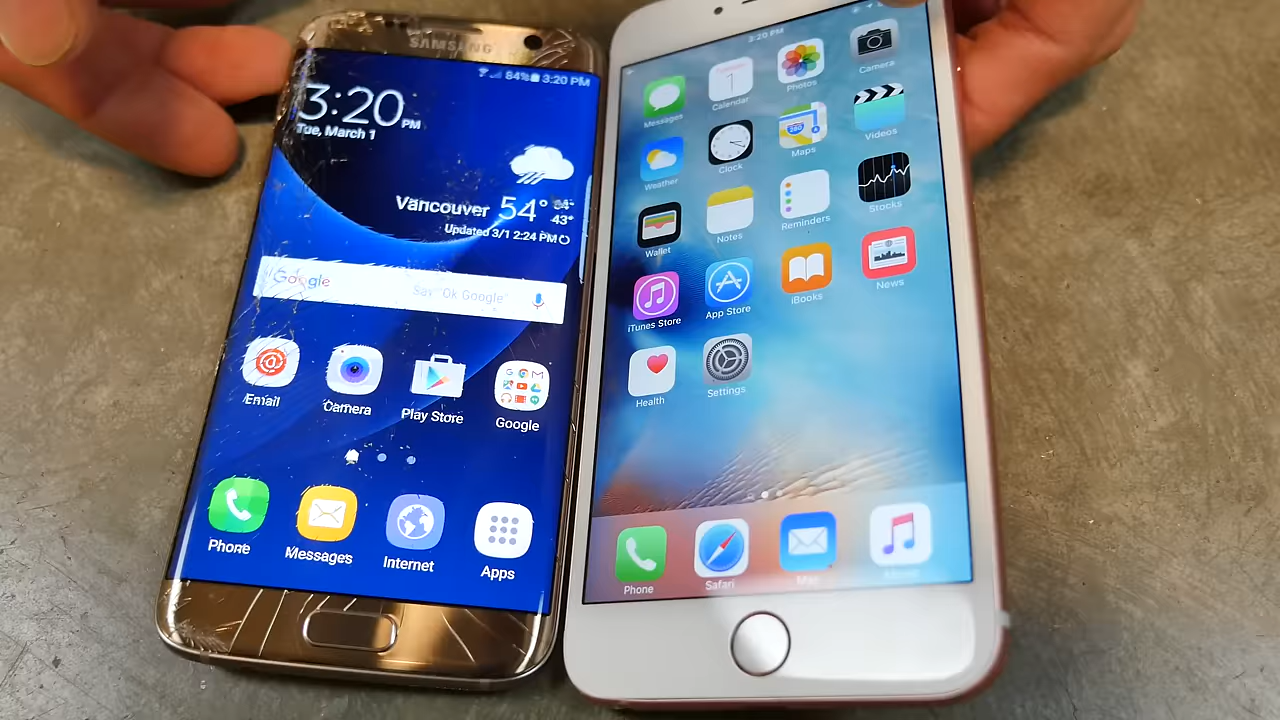 SAMSUNG
84% 3:20 PM
3:20 PM
Tue, March 1
Vancouver 54°
43°
Updated 3/1 2:24 PM
Google Say "Ok Google"
Email Camera Play Store Google
Phone Messages Internet Apps
3:20 PM
Messages Calendar Photos Camera
Weather Clock Maps Videos
280
Wallet Notes Reminders Stocks
iTunes Store App Store iBooks News
Health Settings
Phone Safari